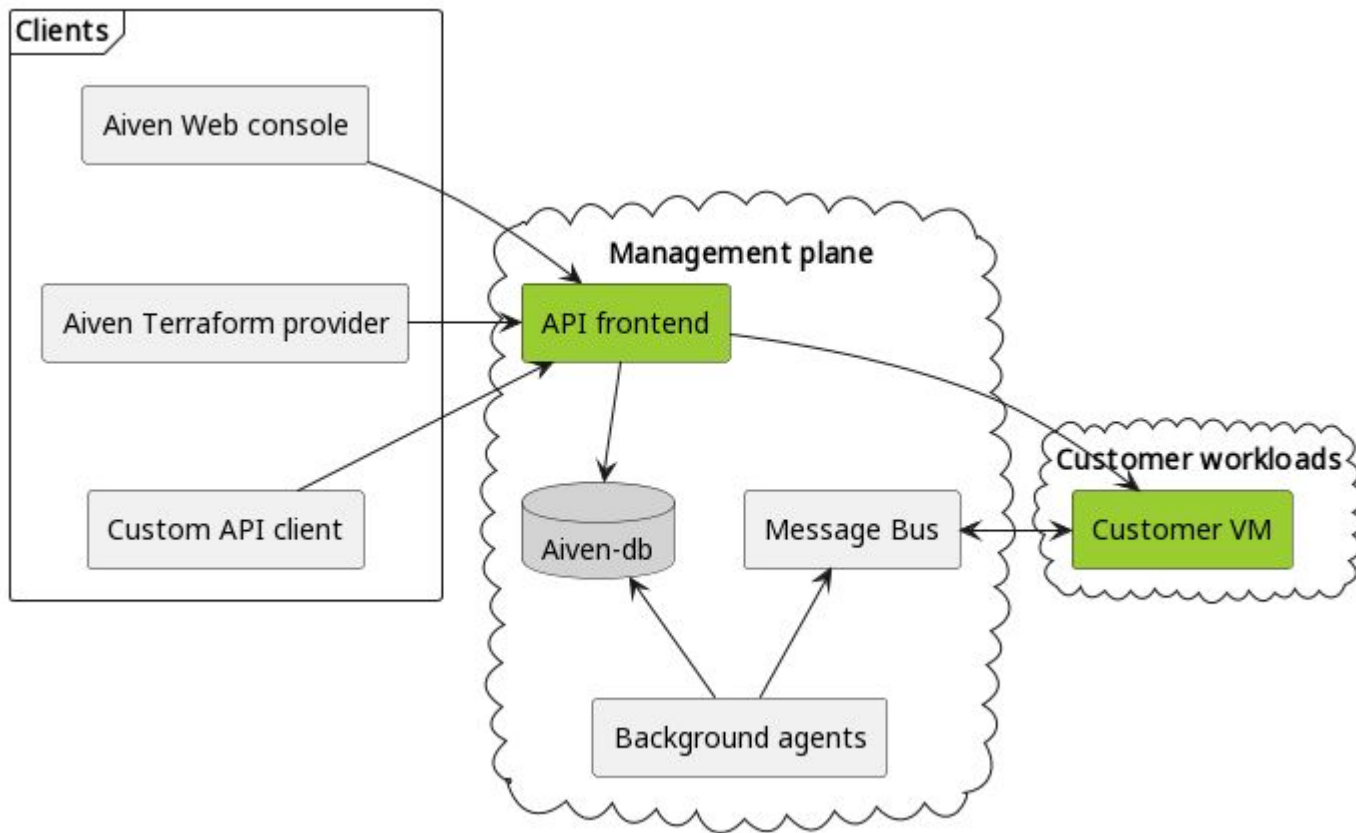 Clients
Aiven Web console
Aiven Terraform provider
Custom API client
Management plane
API frontend
Aiven-db
Message Bus
Background agents
Customer workloads
Customer VM